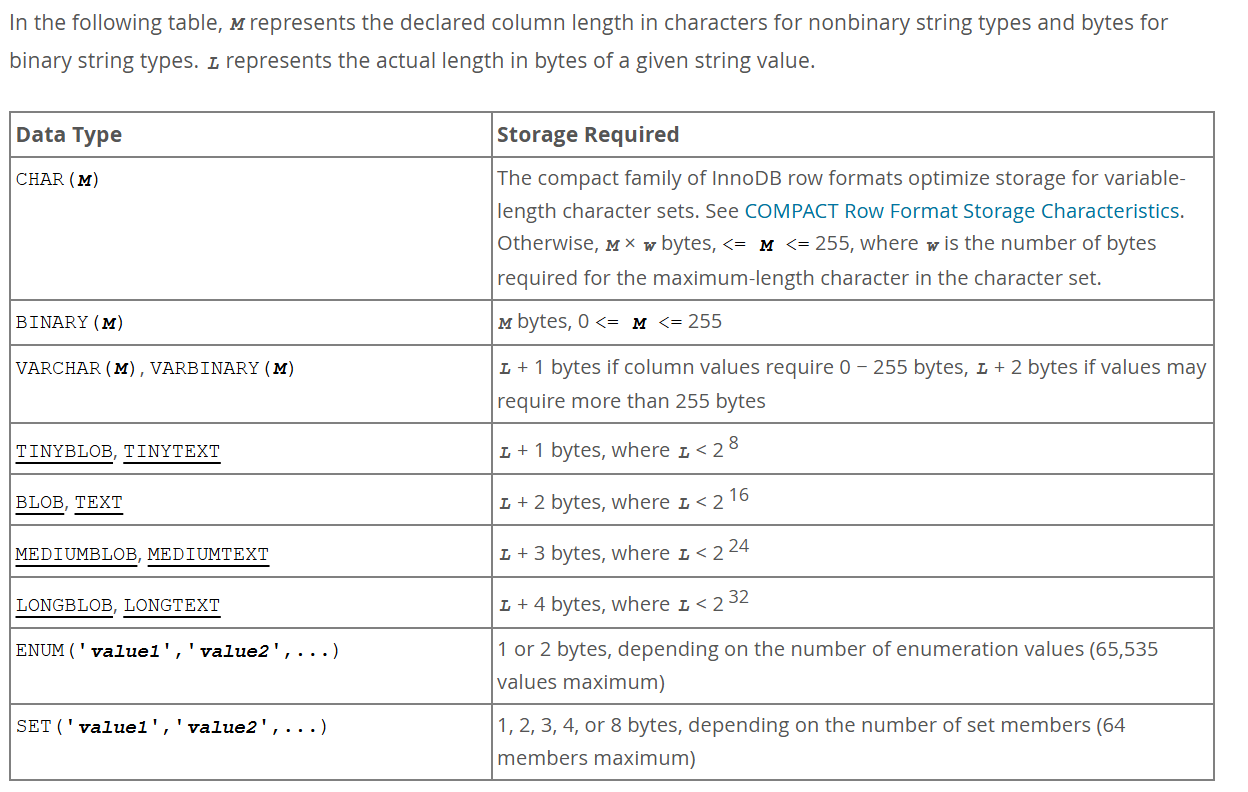 In the following table, M represents the declared column length in characters for nonbinary string types and bytes for
binary string types. L represents the actual length in bytes of a given string value.
Data Type Storage Required
CHAR(M) The compact family of InnoDB row formats optimize storage for variable-
length character sets. See COMPACT Row Format Storage Characteristics.
Otherwise, M × w bytes, <= M <= 255, where w is the number of bytes
required for the maximum-length character in the character set.
BINARY(M) M bytes, 0 <= M <= 255
VARCHAR(M), VARBINARY(M) L + 1 bytes if column values require 0 − 255 bytes, L + 2 bytes if values may
require more than 255 bytes
TINYBLOB, TINYTEXT L + 1 bytes, where L < 2 8
BLOB, TEXT L + 2 bytes, where L < 2 16
MEDIUMBLOB, MEDIUMTEXT L + 3 bytes, where L < 2 24
LONGBLOB, LONGTEXT L + 4 bytes, where L < 2 32
ENUM('value1','value2',...) 1 or 2 bytes, depending on the number of enumeration values (65,535
values maximum)
SET('value1','value2',...) 1, 2, 3, 4, or 8 bytes, depending on the number of set members (64
members maximum)